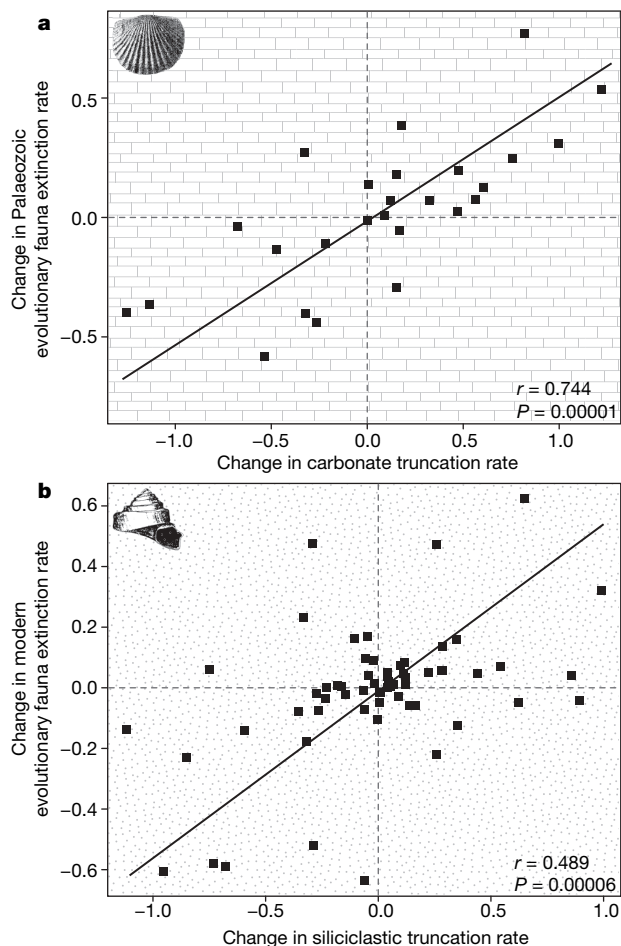 a
Change in Palaeozoic
evolutionary fauna extinction rate
0.5
0.0
−0.5
r = 0.744
P = 0.00001
−1.0
−0.5
0.0
0.5
1.0
Change in carbonate truncation rate
b
Change in modern
evolutionary fauna extinction rate
0.6
0.4
0.2
0.0
−0.2
−0.4
−0.6
r = 0.489
P = 0.00006
−1.0
−0.5
0.0
0.5
1.0
Change in siliciclastic truncation rate